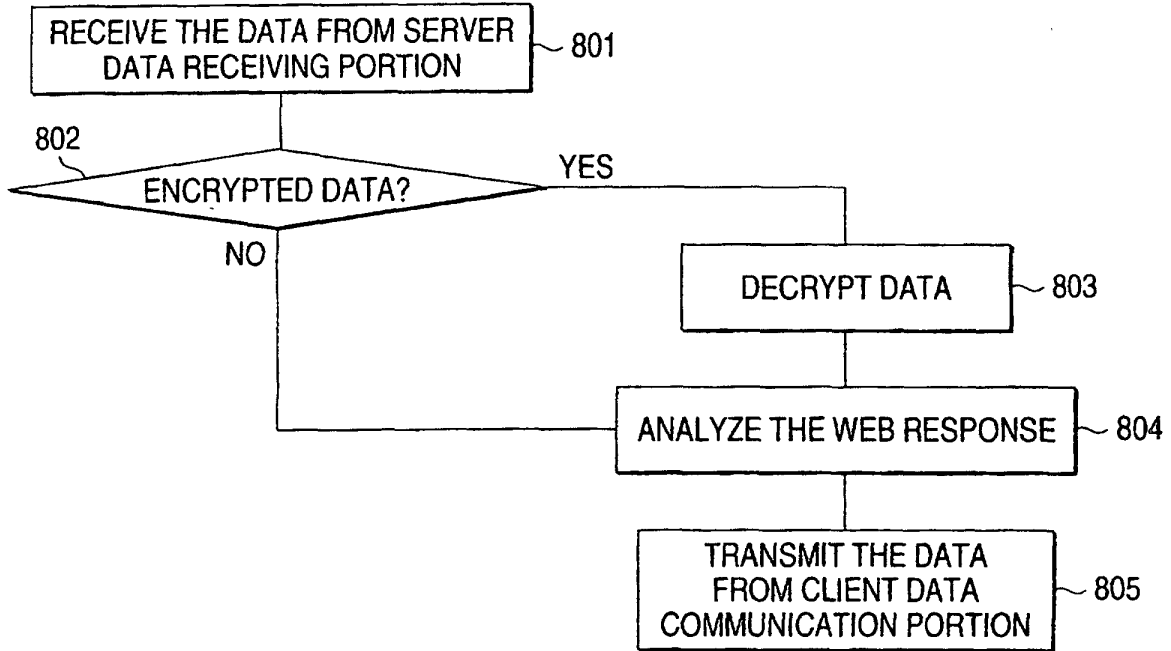 RECEIVE THE DATA FROM SERVER
DATA RECEIVING PORTION
801
802
ENCRYPTED DATA?
YES
NO
DECRYPT DATA
803
ANALYZE THE WEB RESPONSE
804
TRANSMIT THE DATA
FROM CLIENT DATA
COMMUNICATION PORTION
805